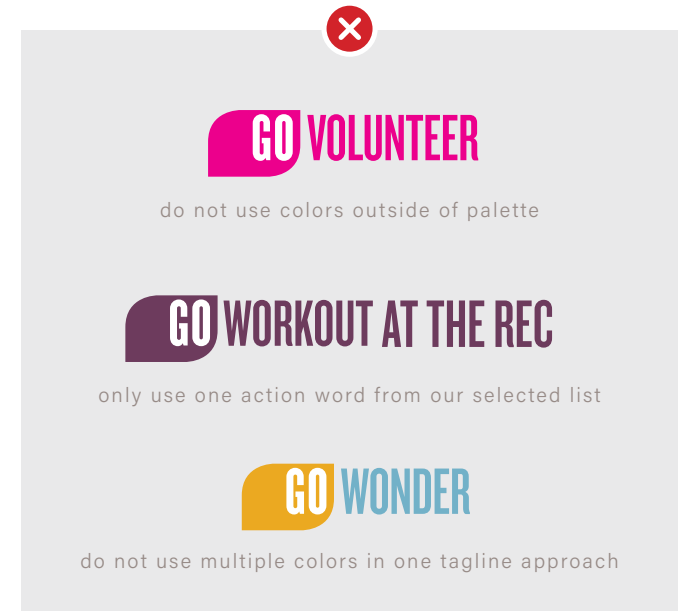 GO VOLUNTEER
do not use colors outside of palette
GO WORKOUT AT THE REC
only use one action word from our selected list
GO WONDER
do not use multiple colors in one tagline approach